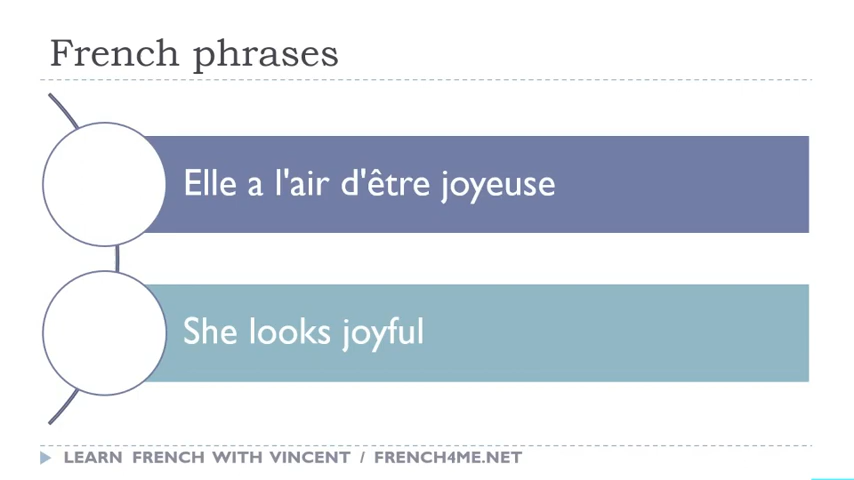 French phrases
Elle a l'air d'être joyeuse
She looks joyful
LEARN FRENCH WITH VINCENT / FRENCH4ME.NET